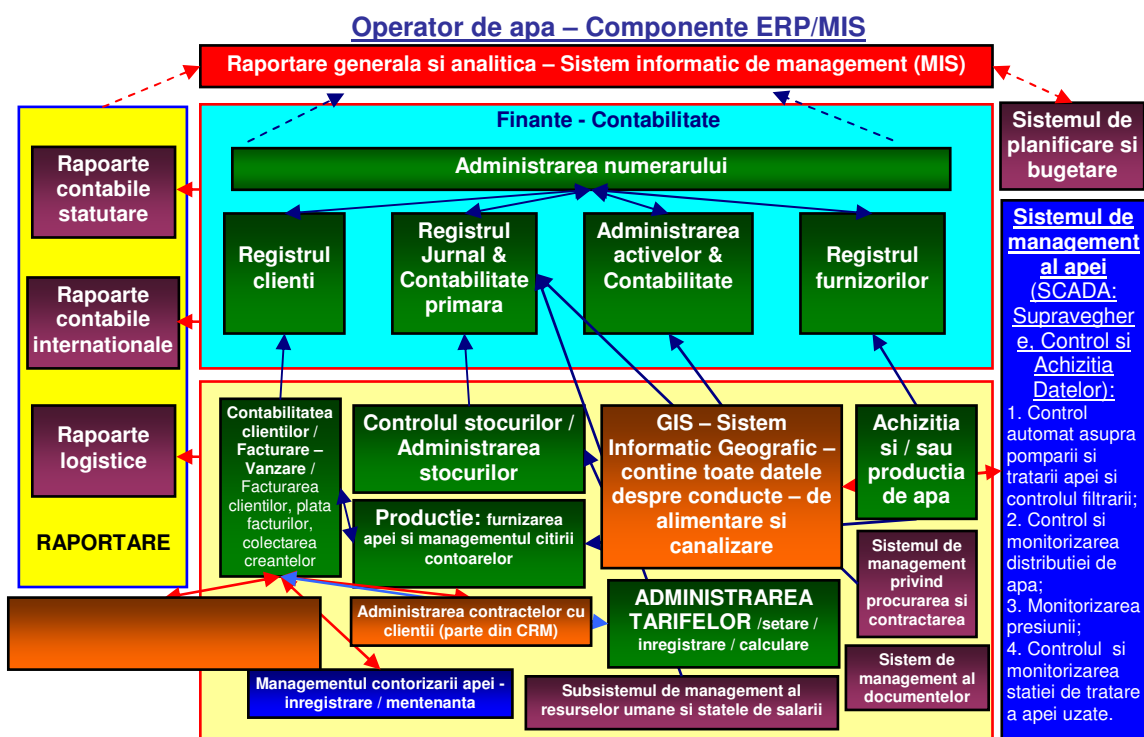 Operator de apa – Componente ERP/MIS
Raportare generala si analitica – Sistem informatic de management (MIS)
Rapoarte
contabile
statutare
Rapoarte
contabile
internationale
Rapoarte
logistice
RAPORTARE
Finante - Contabilitate
Administrarea numerarului
Registrul
clienti
Registrul
Jurnal &
Contabilitate
primara
Administrarea
activelor &
Contabilitate
Registrul
furnizorilor
Sistemul de
planificare si
bugetare
Sistemul de
management
al apei
(SCADA:
Supravegher
e, Control si
Achizitia
Datelor):
1. Control
automat asupra
pomparii si
tratarii apei si
controlul filtrarii;
2. Control si
monitorizarea
distributiei de
apa;
3. Monitorizarea
presiunii;
4. Controlul si
monitorizarea
statiei de tratare
a apei uzate.
Contabilitatea
clientilor /
Facturare –
Vanzare /
Facturarea
clientilor, plata
facturilor,
colectarea
creantelor
Controlul stocurilor /
Administrarea
stocurilor
Productie: furnizarea
apei si managementul citirii
contoarelor
GIS – Sistem
Informatic Geografic –
contine toate datele
despre conducte – de
alimentare si
canalizare
Achizitia
si / sau
productia
de apa
Sistemul de
management
privind
procurarea si
contractarea
Administrarea contractelor cu
clientii (parte din CRM)
ADMINISTRAREA
TARIFELOR /setare /
inregistrare / calculare
Sistem de
management al
documentelor
Managementul contorizarii apei -
inregistrare / mentenanta
Subsistemul de management al
resurselor umane si statele de salarii